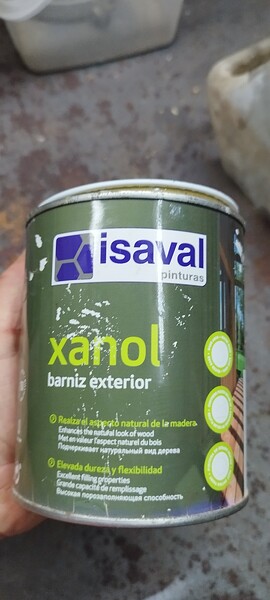 isaval
pinturas
xanol
barniz exterior
Realza el aspecto natural de la madera
Enhances the natural look of wood
Met en valeur l'aspect naturel du bois
Подчеркивает натуральный вид дерева
Elevada dureza y flexibilidad
Excellent filling properties
Grande capacité de remplissage
Высокая порозаполняющая способность